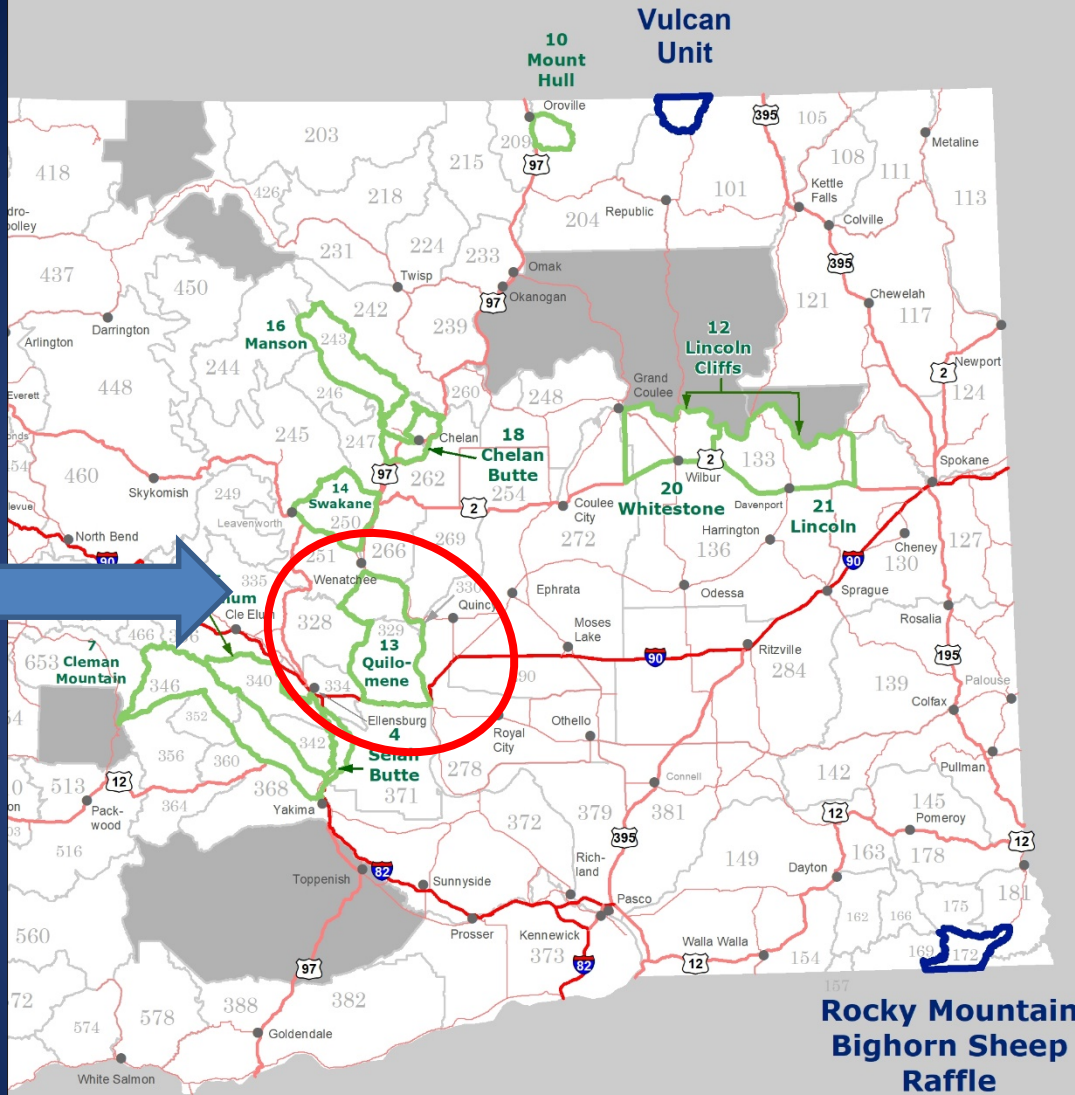 Vulcan
Unit
10
Mount
Hull
Oroville
203
209
215
97
395
105
108
111
Metaline
418
426
218
101
Kettle
Falls
113
204
Republic
Colville
231
224
233
437
450
Twisp
Omak
Okanogan
97
395
121
Chewelah
117
242
239
Darrington
Arlington
16
Manson
243
244
12
Lincoln
Cliffs
2
Newport
124
448
Everett
246
260
248
Grand
Coulee
245
247
Chelan
18
Chelan
Butte
133
460
97
262
254
2
Wilbur
Spokane
Skykomish
249
14
Swakane
2
Coulee
City
20
Whitestone
Davenport
21
Lincoln
Leavenworth
250
North Bend
90
251
266
269
272
Harrington
136
Cheney
130
127
Wenatchee
335
330
Ephrata
Odessa
90
Sprague
Cle Elum
328
329
Quincy
Moses
Lake
Rosalia
466
13
Quilo-
mene
90
Ritzville
195
653
7
Cleman
Mountain
346
340
334
284
139
Palouse
352
Ellensburg
Othello
Colfax
342
4
Selah
Butte
Royal
City
356
360
278
Pullman
513
12
368
371
Connell
142
Pack-
wood
364
Yakima
372
379
381
145
Pomeroy
516
395
12
12
Rich-
land
149
Dayton
163
178
Toppenish
82
Sunnyside
Pasco
181
175
162
166
Prosser
Kennewick
560
373
Walla Walla
169
172
97
82
12
154
157
388
382
574
578
Goldendale
Rocky Mountain
Bighorn Sheep
Raffle
White Salmon